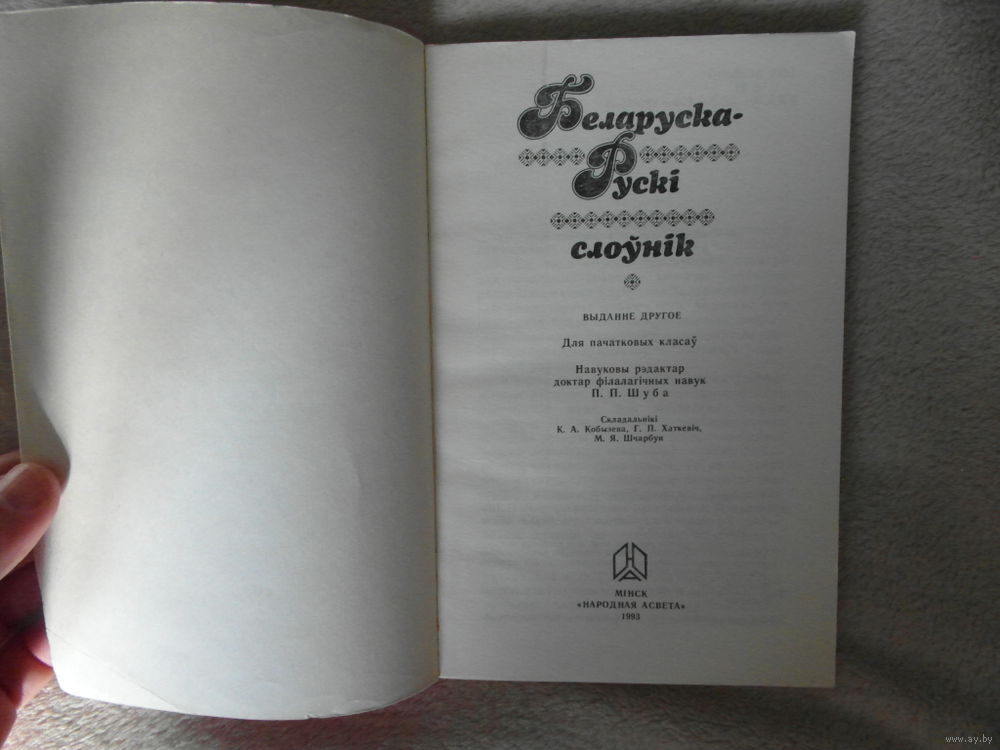 Беларуска-
Рускі
слоўнік
ВЫДАННЕ ДРУГОЕ
Для пачатковых класаў
Навуковы рэдактар
доктар філалагічных навук
П. П. Шуба
Складальнікі
К. А. Кобызева, Г. П. Хаткевіч,
М. Я. Шчарбун
МІНСК
«НАРОДНАЯ АСВЕТА»
1993
www.ay.by